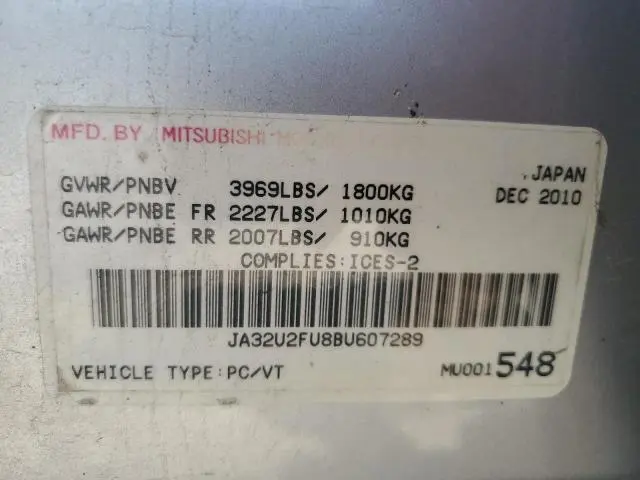 MFD. BY MITSUBISHI
JAPAN
GVWR/PNBV 3969LBS/ 1800KG
DEC 2010
GAWR/PNBE FR 2227LBS/ 1010KG
GAWR/PNBE RR 2007LBS/ 910KG
COMPLIES:ICES-2
JA32U2FU8BU607289
VEHICLE TYPE:PC/VT
MU001548